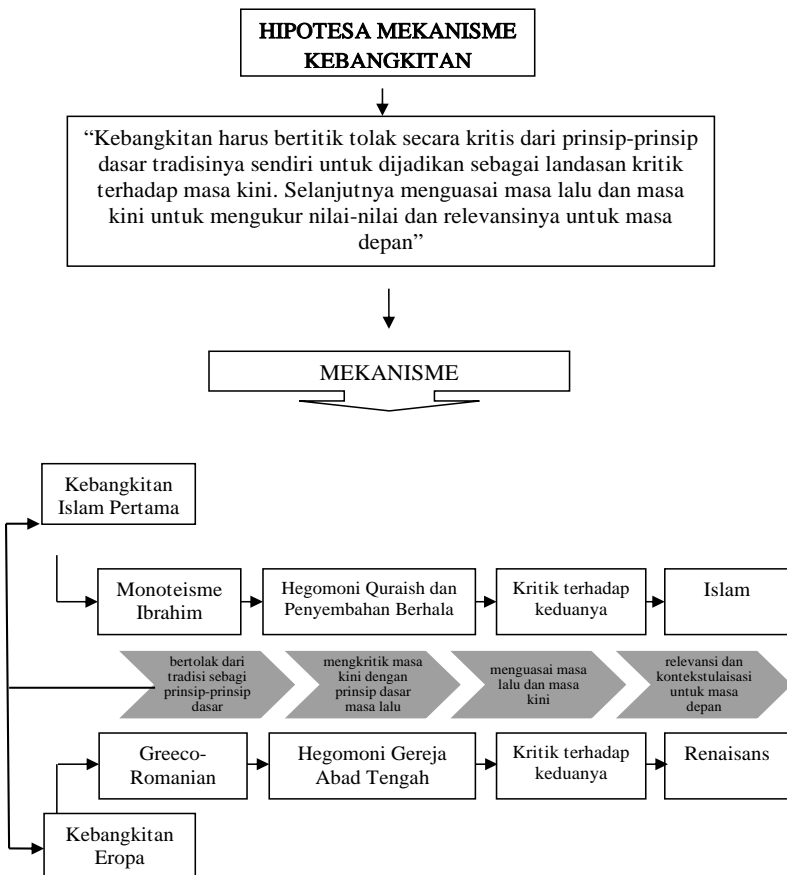 HIPOTESA MEKANISME
KEBANGKITAN
“Kebangkitan harus bertitik tolak secara kritis dari prinsip-prinsip
dasar tradisinya sendiri untuk dijadikan sebagai landasan kritik
terhadap masa kini. Selanjutnya menguasai masa lalu dan masa
kini untuk mengukur nilai-nilai dan relevansinya untuk masa
depan”
MEKANISME
Kebangkitan
Islam Pertama
Monoteisme
Ibrahim
Hegomoni Quraish dan
Penyembahan Berhala
Kritik terhadap
keduanya
Islam
bertolak dari
tradisi sebagi
prinsip-prinsip
dasar
mengkritik masa
kini dengan
prinsip dasar
masa lalu
menguasai masa
lalu dan masa
kini
relevansi dan
kontekstulaisasi
untuk masa
depan
Greeco-
Romanian
Hegomoni Gereja
Abad Tengah
Kritik terhadap
keduanya
Renaisans
Kebangkitan
Eropa